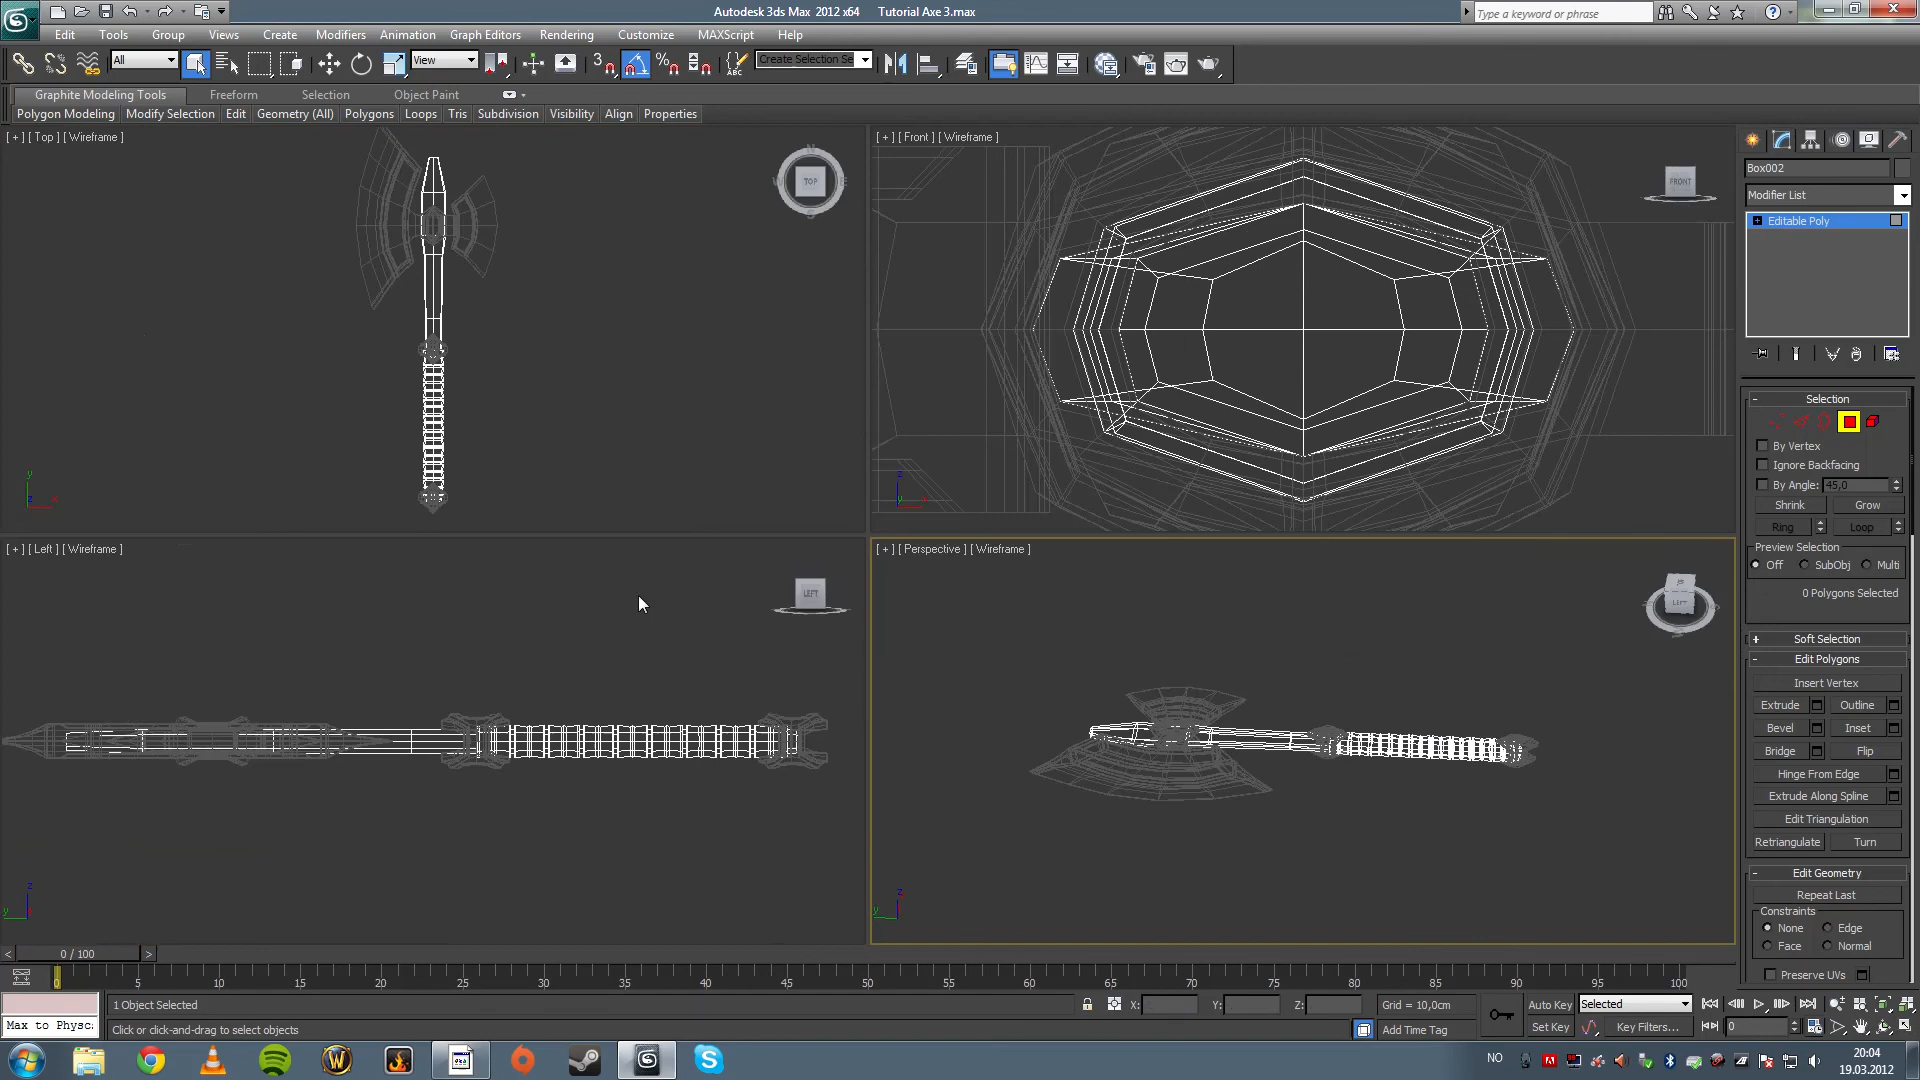 Autodesk 3ds Max 2012 x64    Tutorial Axe 3.max
Type a keyword or phrase
Edit Tools Group Views Create Modifiers Animation Graph Editors Rendering Customize MAXScript Help
All View 3 Create Selection Se
Graphite Modeling Tools Freeform Selection Object Paint
Polygon Modeling Modify Selection Edit Geometry (All) Polygons Loops Tris Subdivision Visibility Align Properties
[ + ] [ Top ] [ Wireframe ]
TOP
[ + ] [ Front ] [ Wireframe ]
FRONT
[ + ] [ Left ] [ Wireframe ]
LEFT
[ + ] [ Perspective ] [ Wireframe ]
LEFT
Box002
Modifier List
Editable Poly
Selection
By Vertex
Ignore Backfacing
By Angle: 45,0
Shrink Grow
Ring Loop
Preview Selection
Off SubObj Multi
0 Polygons Selected
Soft Selection
Edit Polygons
Insert Vertex
Extrude Outline
Bevel Inset
Bridge Flip
Hinge From Edge
Extrude Along Spline
Edit Triangulation
Retriangulate Turn
Edit Geometry
Repeat Last
Constraints
None Edge
Face Normal
Preserve UVs
< 0 / 100 >
0 5 10 15 20 25 30 35 40 45 50 55 60 65 70 75 80 85 90 95 100
1 Object Selected X: Y: Z: Grid = 10,0cm Auto Key Selected
Max to Physc
Click or click-and-drag to select objects Add Time Tag Set Key Key Filters... 0
NO
20:04
19.03.2012